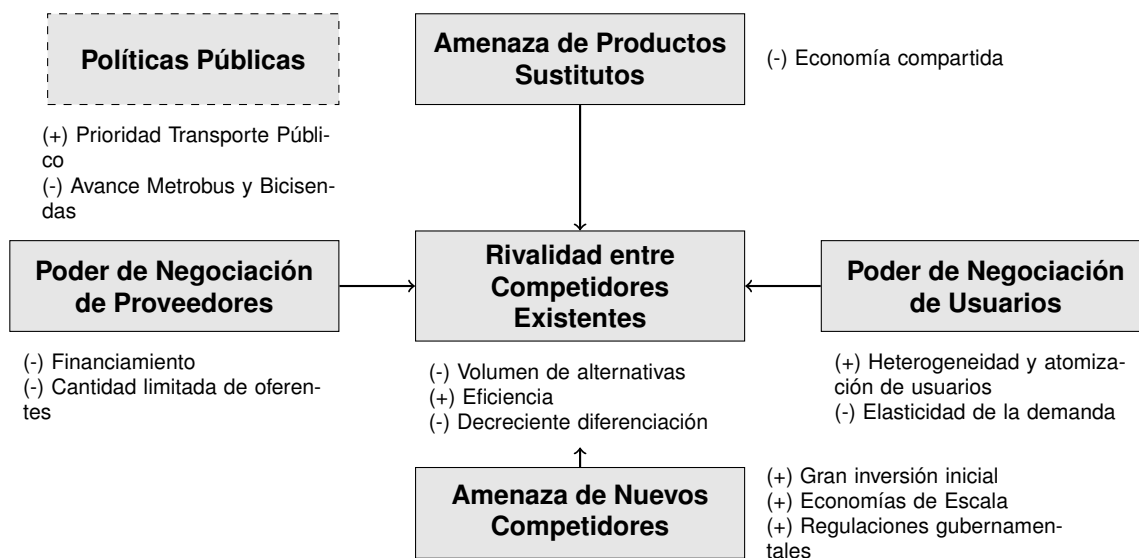 Políticas Públicas
(+) Prioridad Transporte Públi-
co
(-) Avance Metrobus y Bicisen-
das
Amenaza de Productos
Sustitutos
(-) Economía compartida
Poder de Negociación
de Proveedores
(-) Financiamiento
(-) Cantidad limitada de oferen-
tes
Rivalidad entre
Competidores
Existentes
(-) Volumen de alternativas
(+) Eficiencia
(-) Decreciente diferenciación
Poder de Negociación
de Usuarios
(+) Heterogeneidad y atomiza-
ción de usuarios
(-) Elasticidad de la demanda
Amenaza de Nuevos
Competidores
(+) Gran inversión inicial
(+) Economías de Escala
(+) Regulaciones gubernamen-
tales